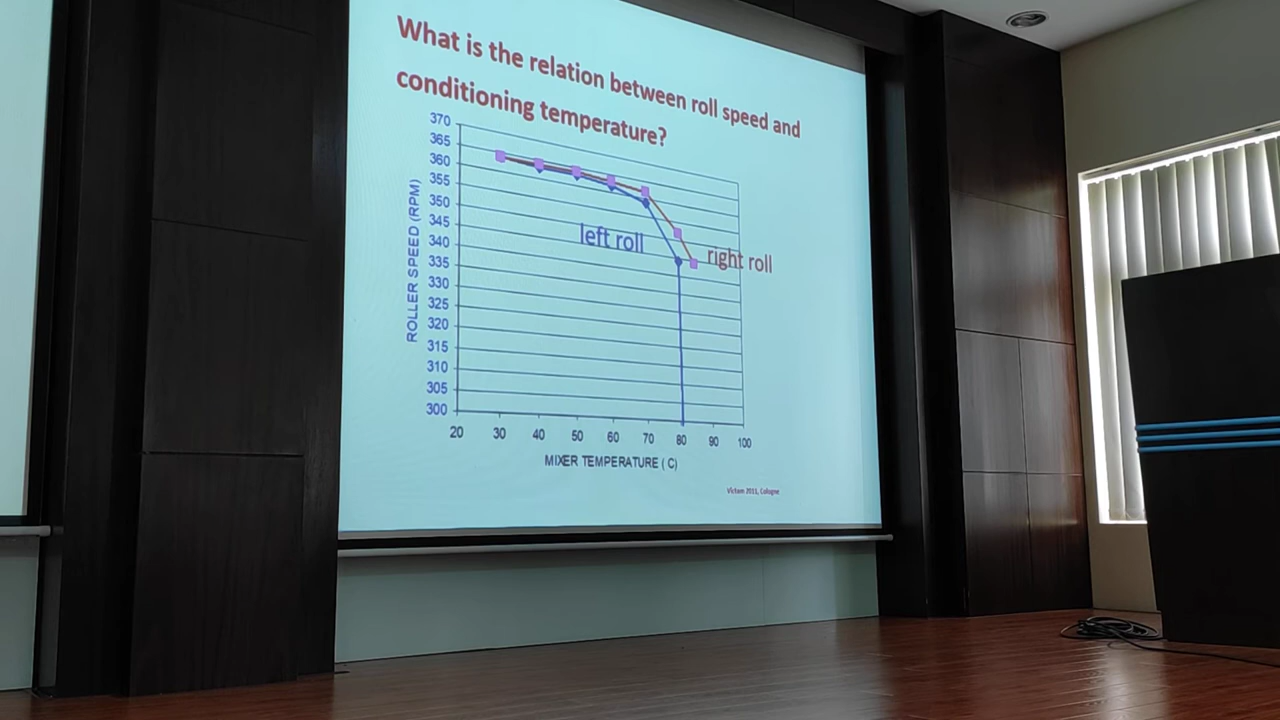 What is the relation between roll speed and
conditioning temperature?
370
365
360
355
350
345
340
335
330
325
320
315
310
305
300
ROLLER SPEED (RPM)
left roll
right roll
20 30 40 50 60 70 80 90 100
MIXER TEMPERATURE ( C)
Victam 2011, Cologne